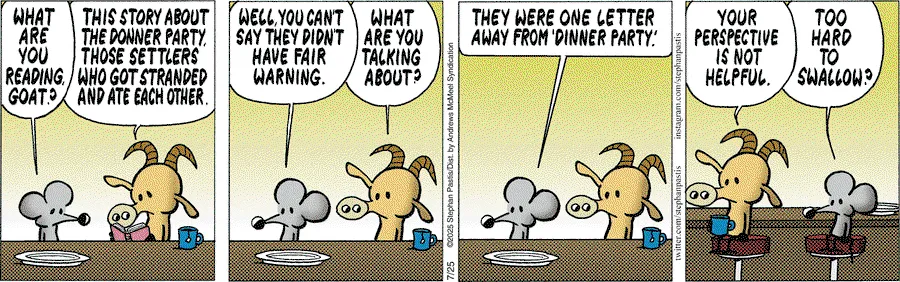 WHAT
ARE
YOU
READING,
GOAT?
THIS STORY ABOUT
THE DONNER PARTY,
THOSE SETTLERS
WHO GOT STRANDED
AND ATE EACH OTHER.
WELL, YOU CAN'T
SAY THEY DIDN'T
HAVE FAIR
WARNING.
WHAT
ARE YOU
TALKING
ABOUT?
©2025 Stephan Pastis/Dist. by Andrews McMeel Syndication
7/25
THEY WERE ONE LETTER
AWAY FROM 'DINNER PARTY.'
twitter.com/stephanpastis
instagram.com/stephanpastis
YOUR
PERSPECTIVE
IS NOT
HELPFUL.
TOO
HARD
TO
SWALLOW?